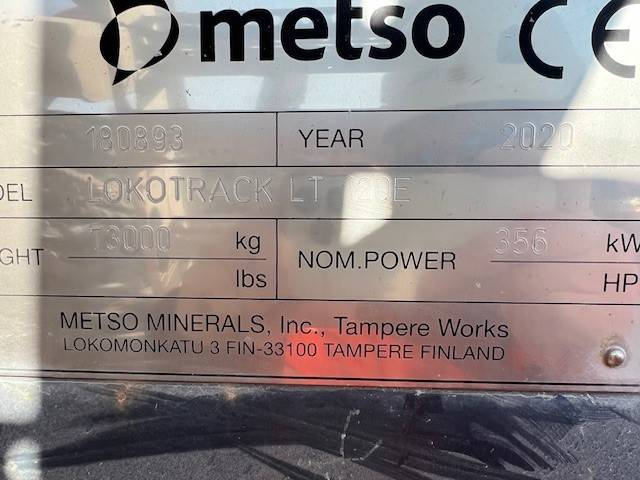 metso CE
180893 YEAR 2020
DEL LOKOTRACK LT 120E
GHT kg NOM.POWER 356 kW
lbs HP
METSO MINERALS, Inc., Tampere Works
LOKOMONKATU 3 FIN-33100 TAMPERE FINLAND